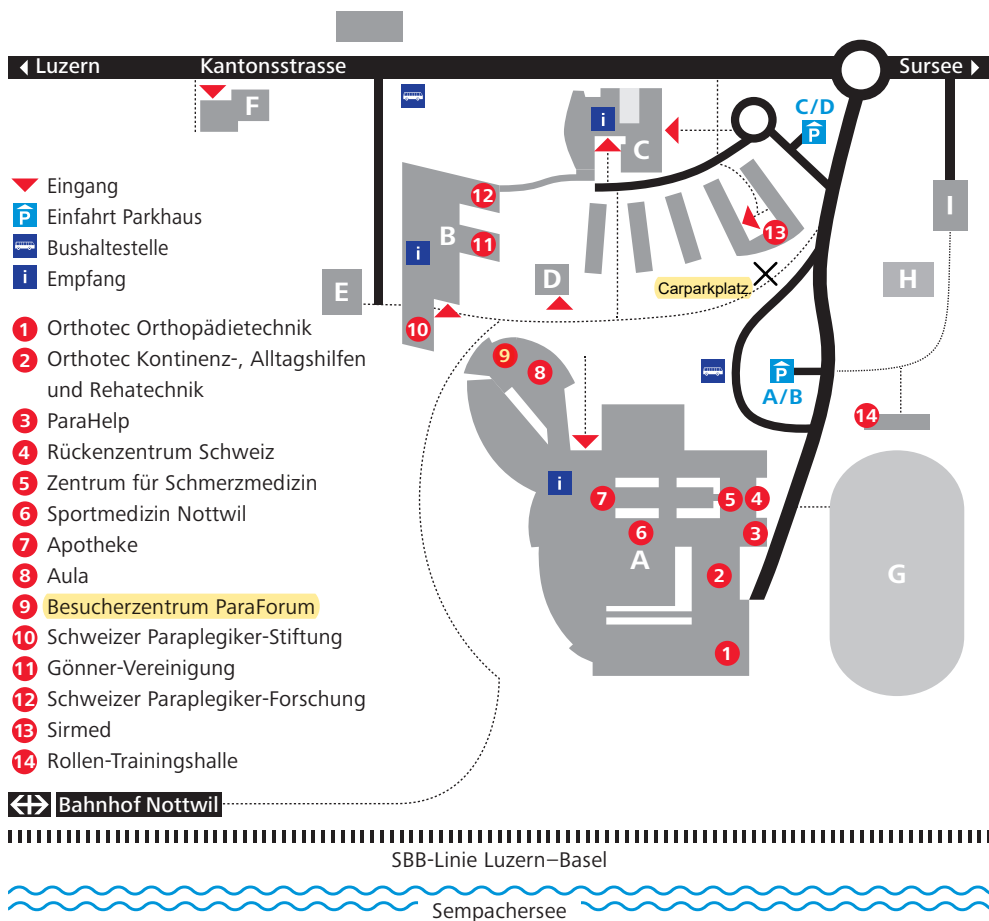 Luzern
Kantonsstrasse
Sursee
F
i
C
C/D
P
Eingang
P Einfahrt Parkhaus
Bushaltestelle
i Empfang
12
B
11
i
13
I
E
D
Carparkplatz
H
10
1 Orthotec Orthopädietechnik
2 Orthotec Kontinenz-, Alltagshilfen
und Rehatechnik
3 ParaHelp
4 Rückenzentrum Schweiz
5 Zentrum für Schmerzmedizin
6 Sportmedizin Nottwil
7 Apotheke
8 Aula
9 Besucherzentrum ParaForum
10 Schweizer Paraplegiker-Stiftung
11 Gönner-Vereinigung
12 Schweizer Paraplegiker-Forschung
13 Sirmed
14 Rollen-Trainingshalle
9
8
P
A/B
14
i
7
5
4
6
3
A
2
G
1
Bahnhof Nottwil
SBB-Linie Luzern–Basel
Sempachersee